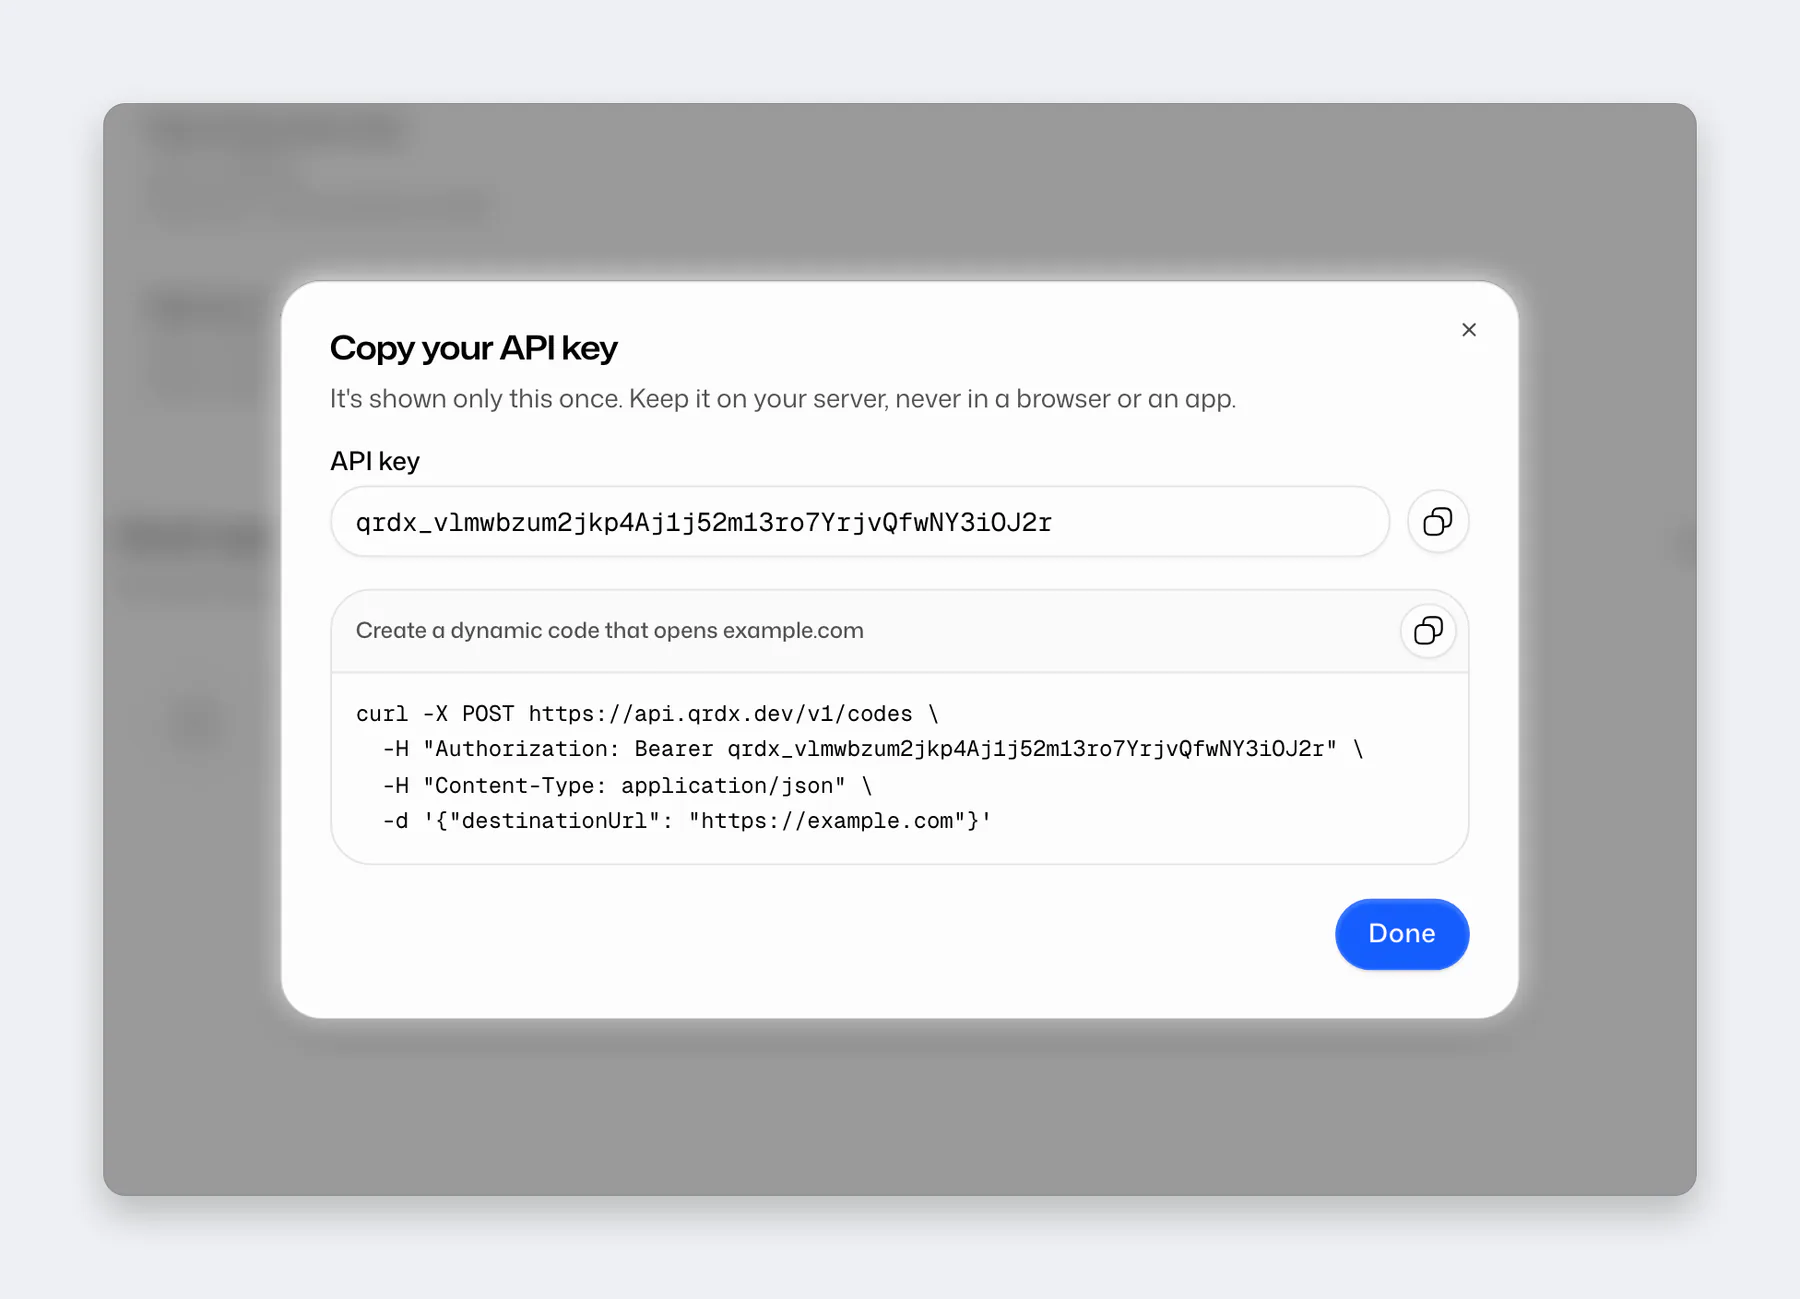 Copy your API key
It's shown only this once. Keep it on your server, never in a browser or an app.
API key
qrdx_vlmwbzum2jkp4Aj1j52m13ro7YrjvQfwNY3iOJ2r
Create a dynamic code that opens example.com
curl -X POST https://api.qrdx.dev/v1/codes \
  -H "Authorization: Bearer qrdx_vlmwbzum2jkp4Aj1j52m13ro7YrjvQfwNY3iOJ2r" \
  -H "Content-Type: application/json" \
  -d '{"destinationUrl": "https://example.com"}'
Done